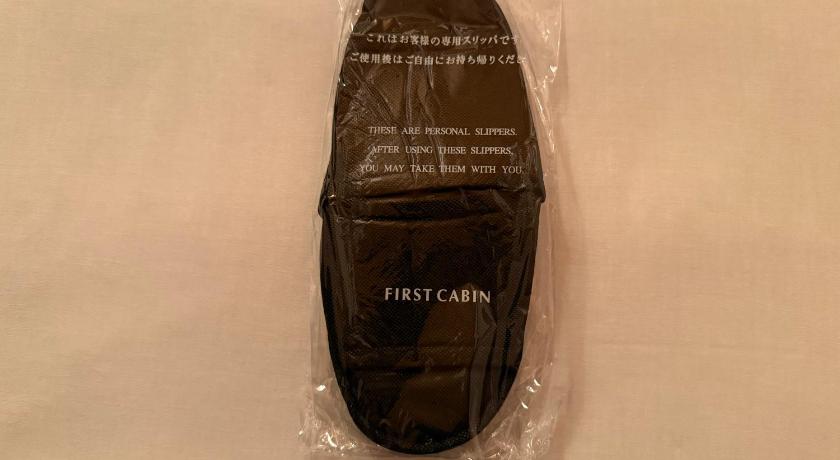 これはお客様の専用スリッパです
ご使用後はご自由にお持ち帰りくださ
THESE ARE PERSONAL SLIPPERS.
AFTER USING THESE SLIPPERS,
YOU MAY TAKE THEM WITH YOU.
FIRST CABIN